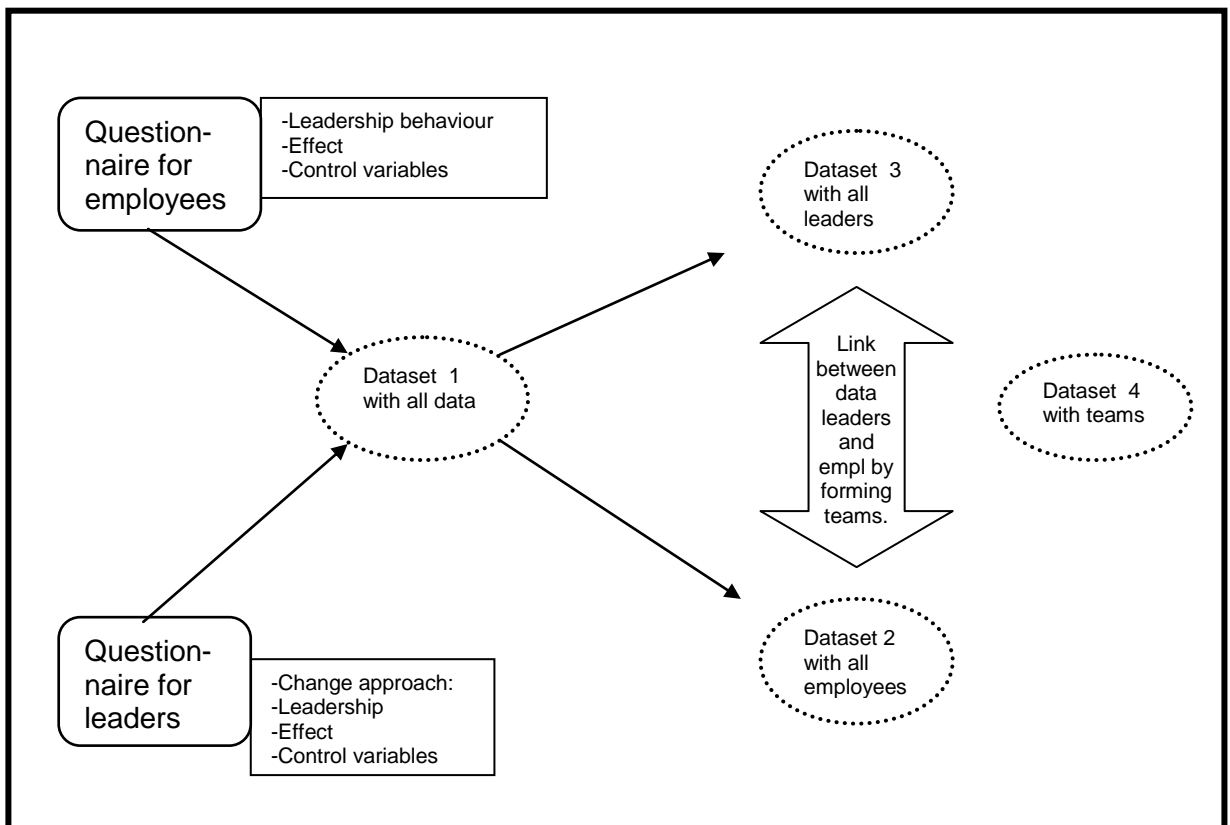 Question-
naire for
employees
-Leadership behaviour
-Effect
-Control variables
Dataset 3
with all
leaders
Dataset 1
with all data
Link
between
data
leaders
and
empl by
forming
teams.
Dataset 4
with teams
Question-
naire for
leaders
-Change approach:
-Leadership
-Effect
-Control variables
Dataset 2
with all
employees